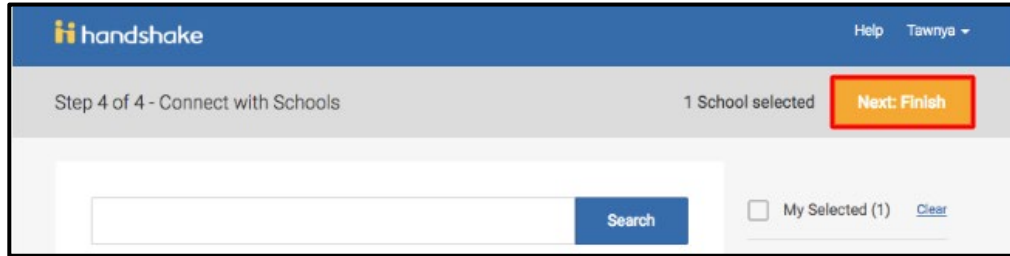 handshake
Help Tawnya
Step 4 of 4 - Connect with Schools 1 School selected Next: Finish
Search My Selected (1) Clear